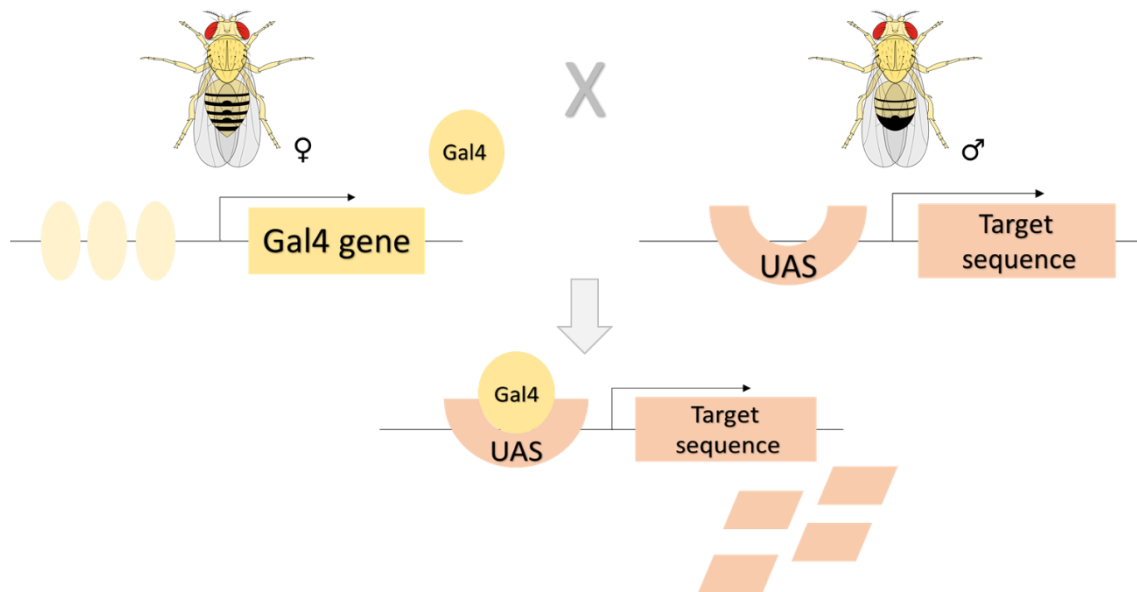 X
♀
♂
Gal4
Gal4 gene
UAS
Target
sequence
Gal4
UAS
Target
sequence